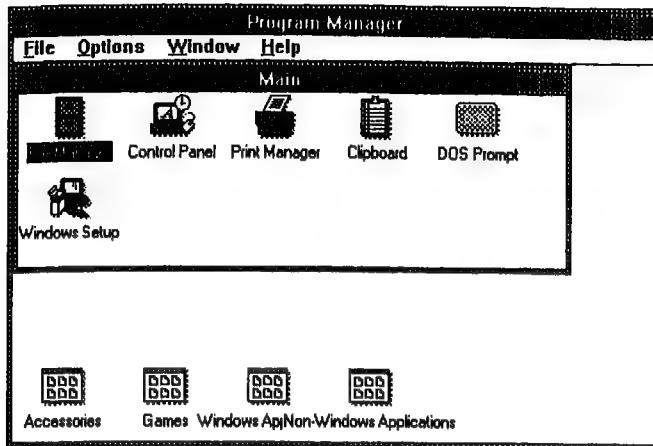 Program Manager
File Options Window Help
Main
Control Panel Print Manager Clipboard DOS Prompt
Windows Setup
Accessories Games Windows Ap Non-Windows Applications